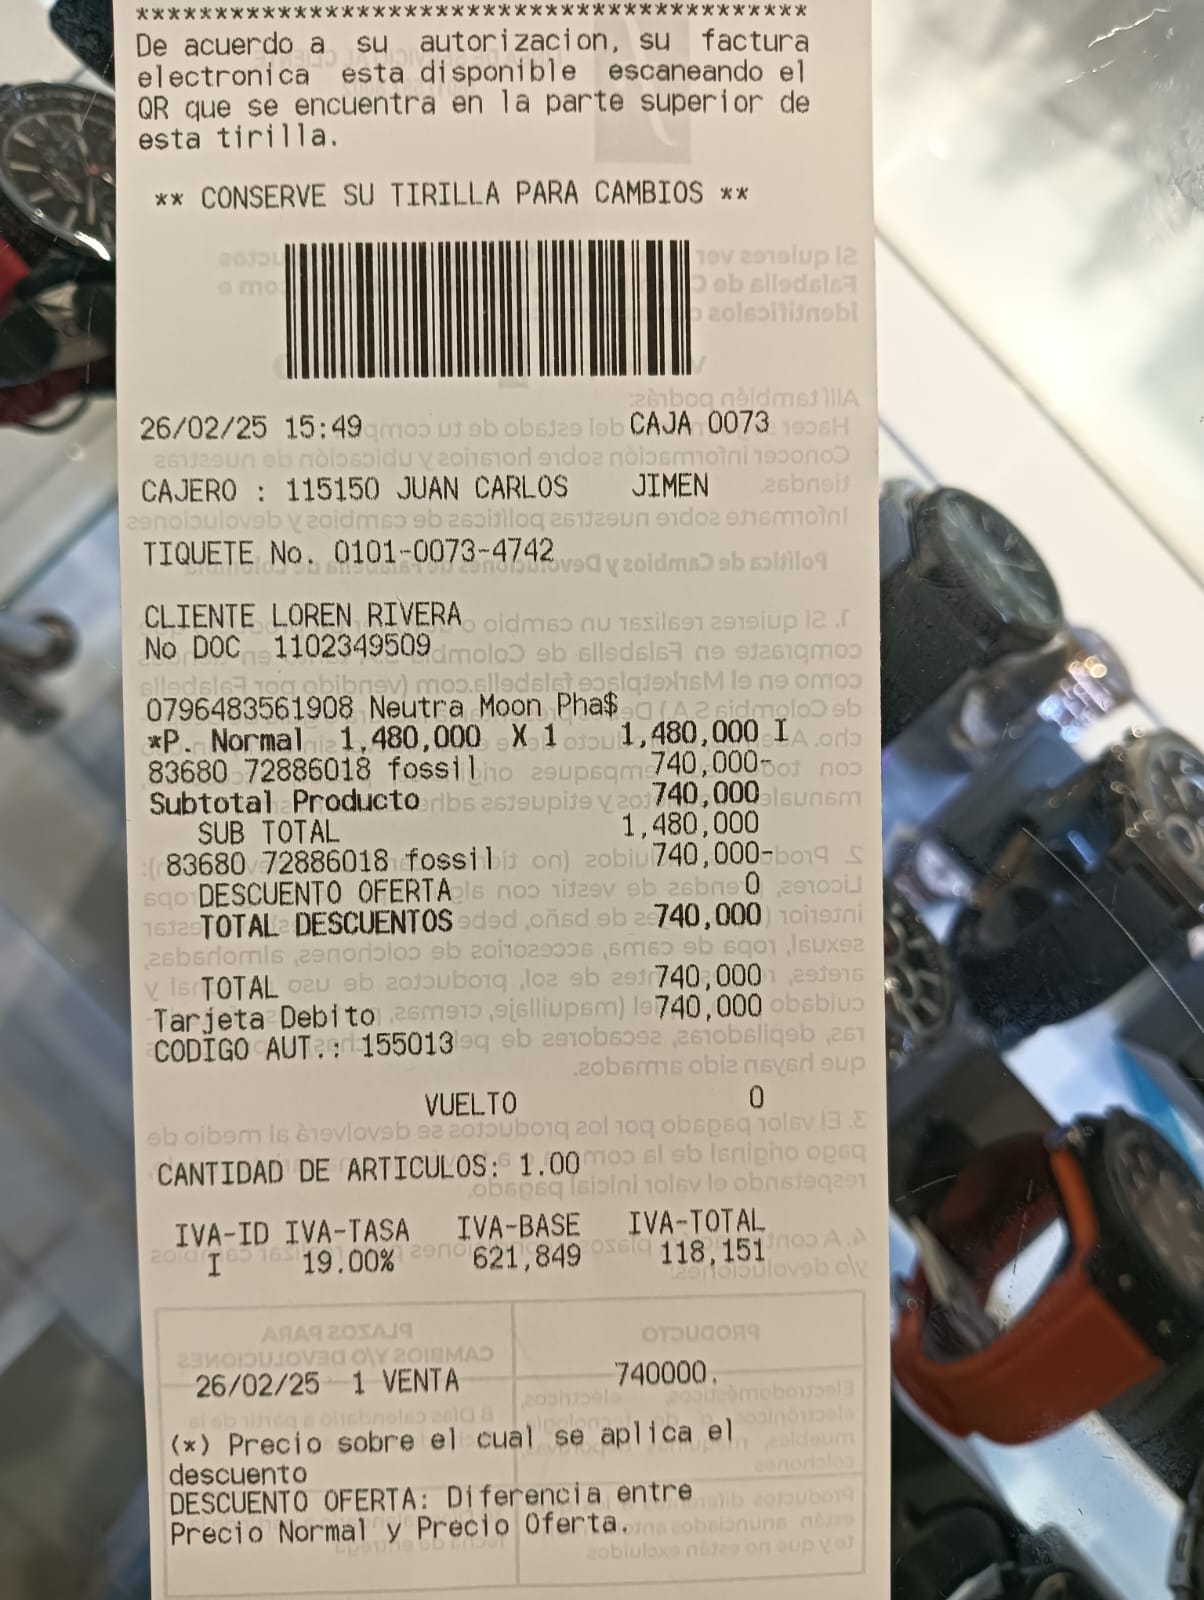 ******************************************
De acuerdo a su autorizacion, su factura
electronica esta disponible escaneando el
QR que se encuentra en la parte superior de
esta tirilla.
** CONSERVE SU TIRILLA PARA CAMBIOS **
26/02/25 15:49 CAJA 0073
CAJERO : 115150 JUAN CARLOS JIMEN
TIQUETE No. 0101-0073-4742
CLIENTE LOREN RIVERA
No DOC 1102349509
0796483561908 Neutra Moon Pha$
*P. Normal 1,480,000 X 1 1,480,000 I
83680 72886018 fossil 740,000-
Subtotal Producto 740,000
SUB TOTAL 1,480,000
83680 72886018 fossil 740,000-
DESCUENTO OFERTA 0
TOTAL DESCUENTOS 740,000
TOTAL 740,000
Tarjeta Debito 740,000
CODIGO AUT.: 155013
VUELTO 0
CANTIDAD DE ARTICULOS: 1.00
IVA-ID IVA-TASA IVA-BASE IVA-TOTAL
I 19.00% 621,849 118,151
26/02/25 1 VENTA 740000.
(*) Precio sobre el cual se aplica el
descuento
DESCUENTO OFERTA: Diferencia entre
Precio Normal y Precio Oferta.